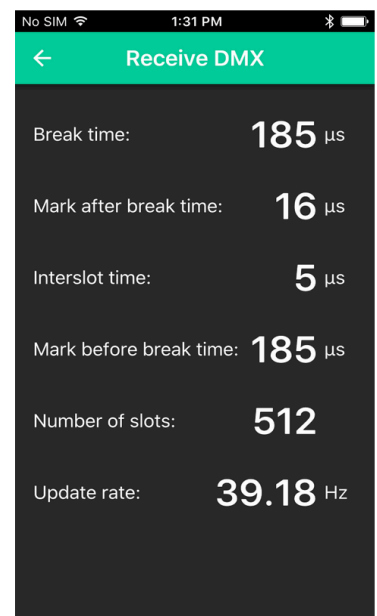 No SIM 1:31 PM
Receive DMX
Break time: 185 µs
Mark after break time: 16 µs
Interslot time: 5 µs
Mark before break time: 185 µs
Number of slots: 512
Update rate: 39.18 Hz